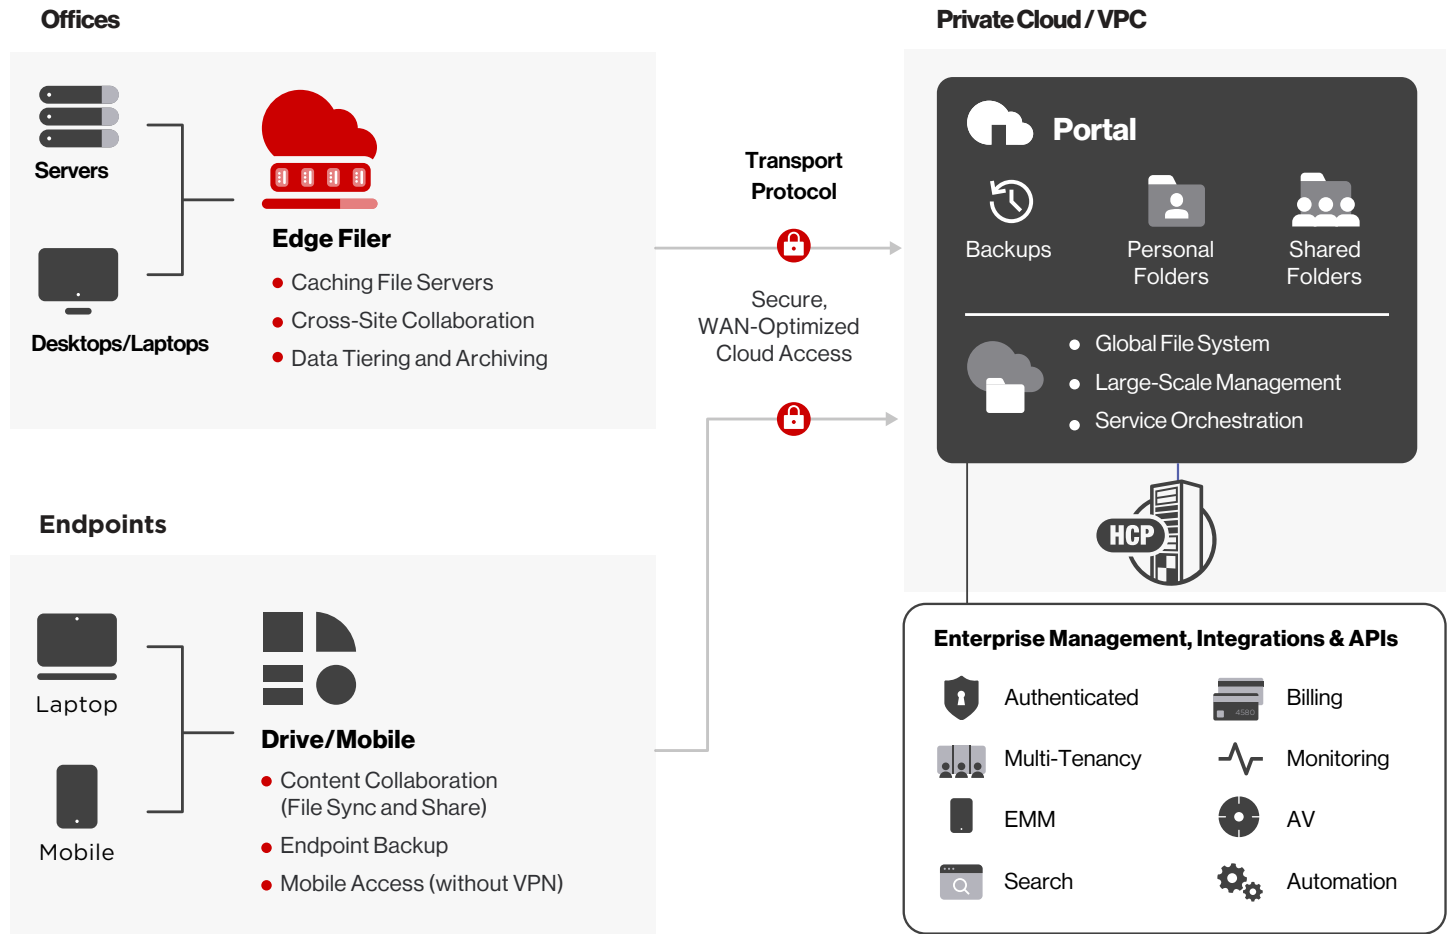 Offices
Servers
Desktops/Laptops
Edge Filer
Caching File Servers
Cross-Site Collaboration
Data Tiering and Archiving
Endpoints
Laptop
Mobile
Drive/Mobile
Content Collaboration
(File Sync and Share)
Endpoint Backup
Mobile Access (without VPN)
Transport
Protocol
Secure,
WAN-Optimized
Cloud Access
Private Cloud / VPC
Portal
Backups
Personal
Folders
Shared
Folders
Global File System
Large-Scale Management
Service Orchestration
HCP
Enterprise Management, Integrations & APIs
Authenticated
4580
Billing
Multi-Tenancy
Monitoring
EMM
AV
Search
Automation